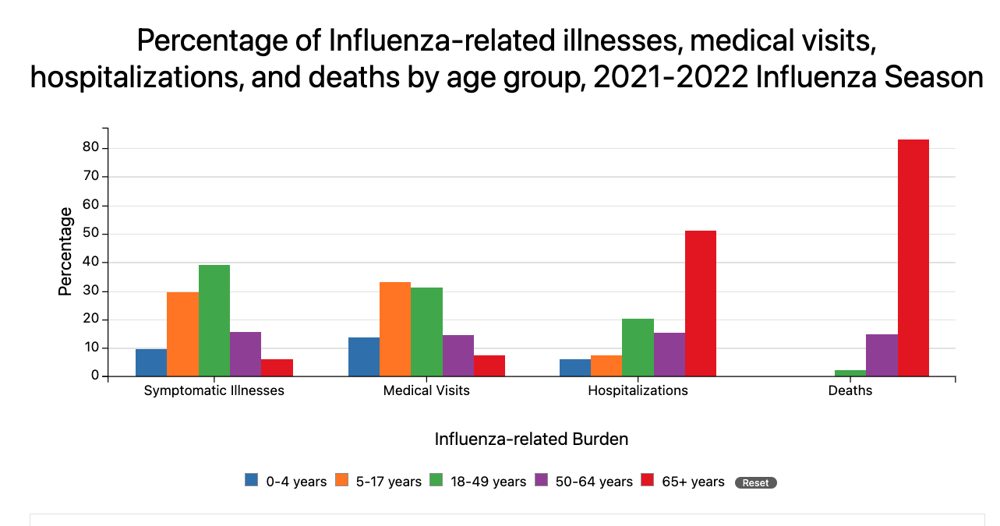 Percentage of Influenza-related illnesses, medical visits,
hospitalizations, and deaths by age group, 2021-2022 Influenza Season
Percentage
80
70
60
50
40
30
20
10
0
Symptomatic Illnesses Medical Visits Hospitalizations Deaths
Influenza-related Burden
0-4 years 5-17 years 18-49 years 50-64 years 65+ years Reset